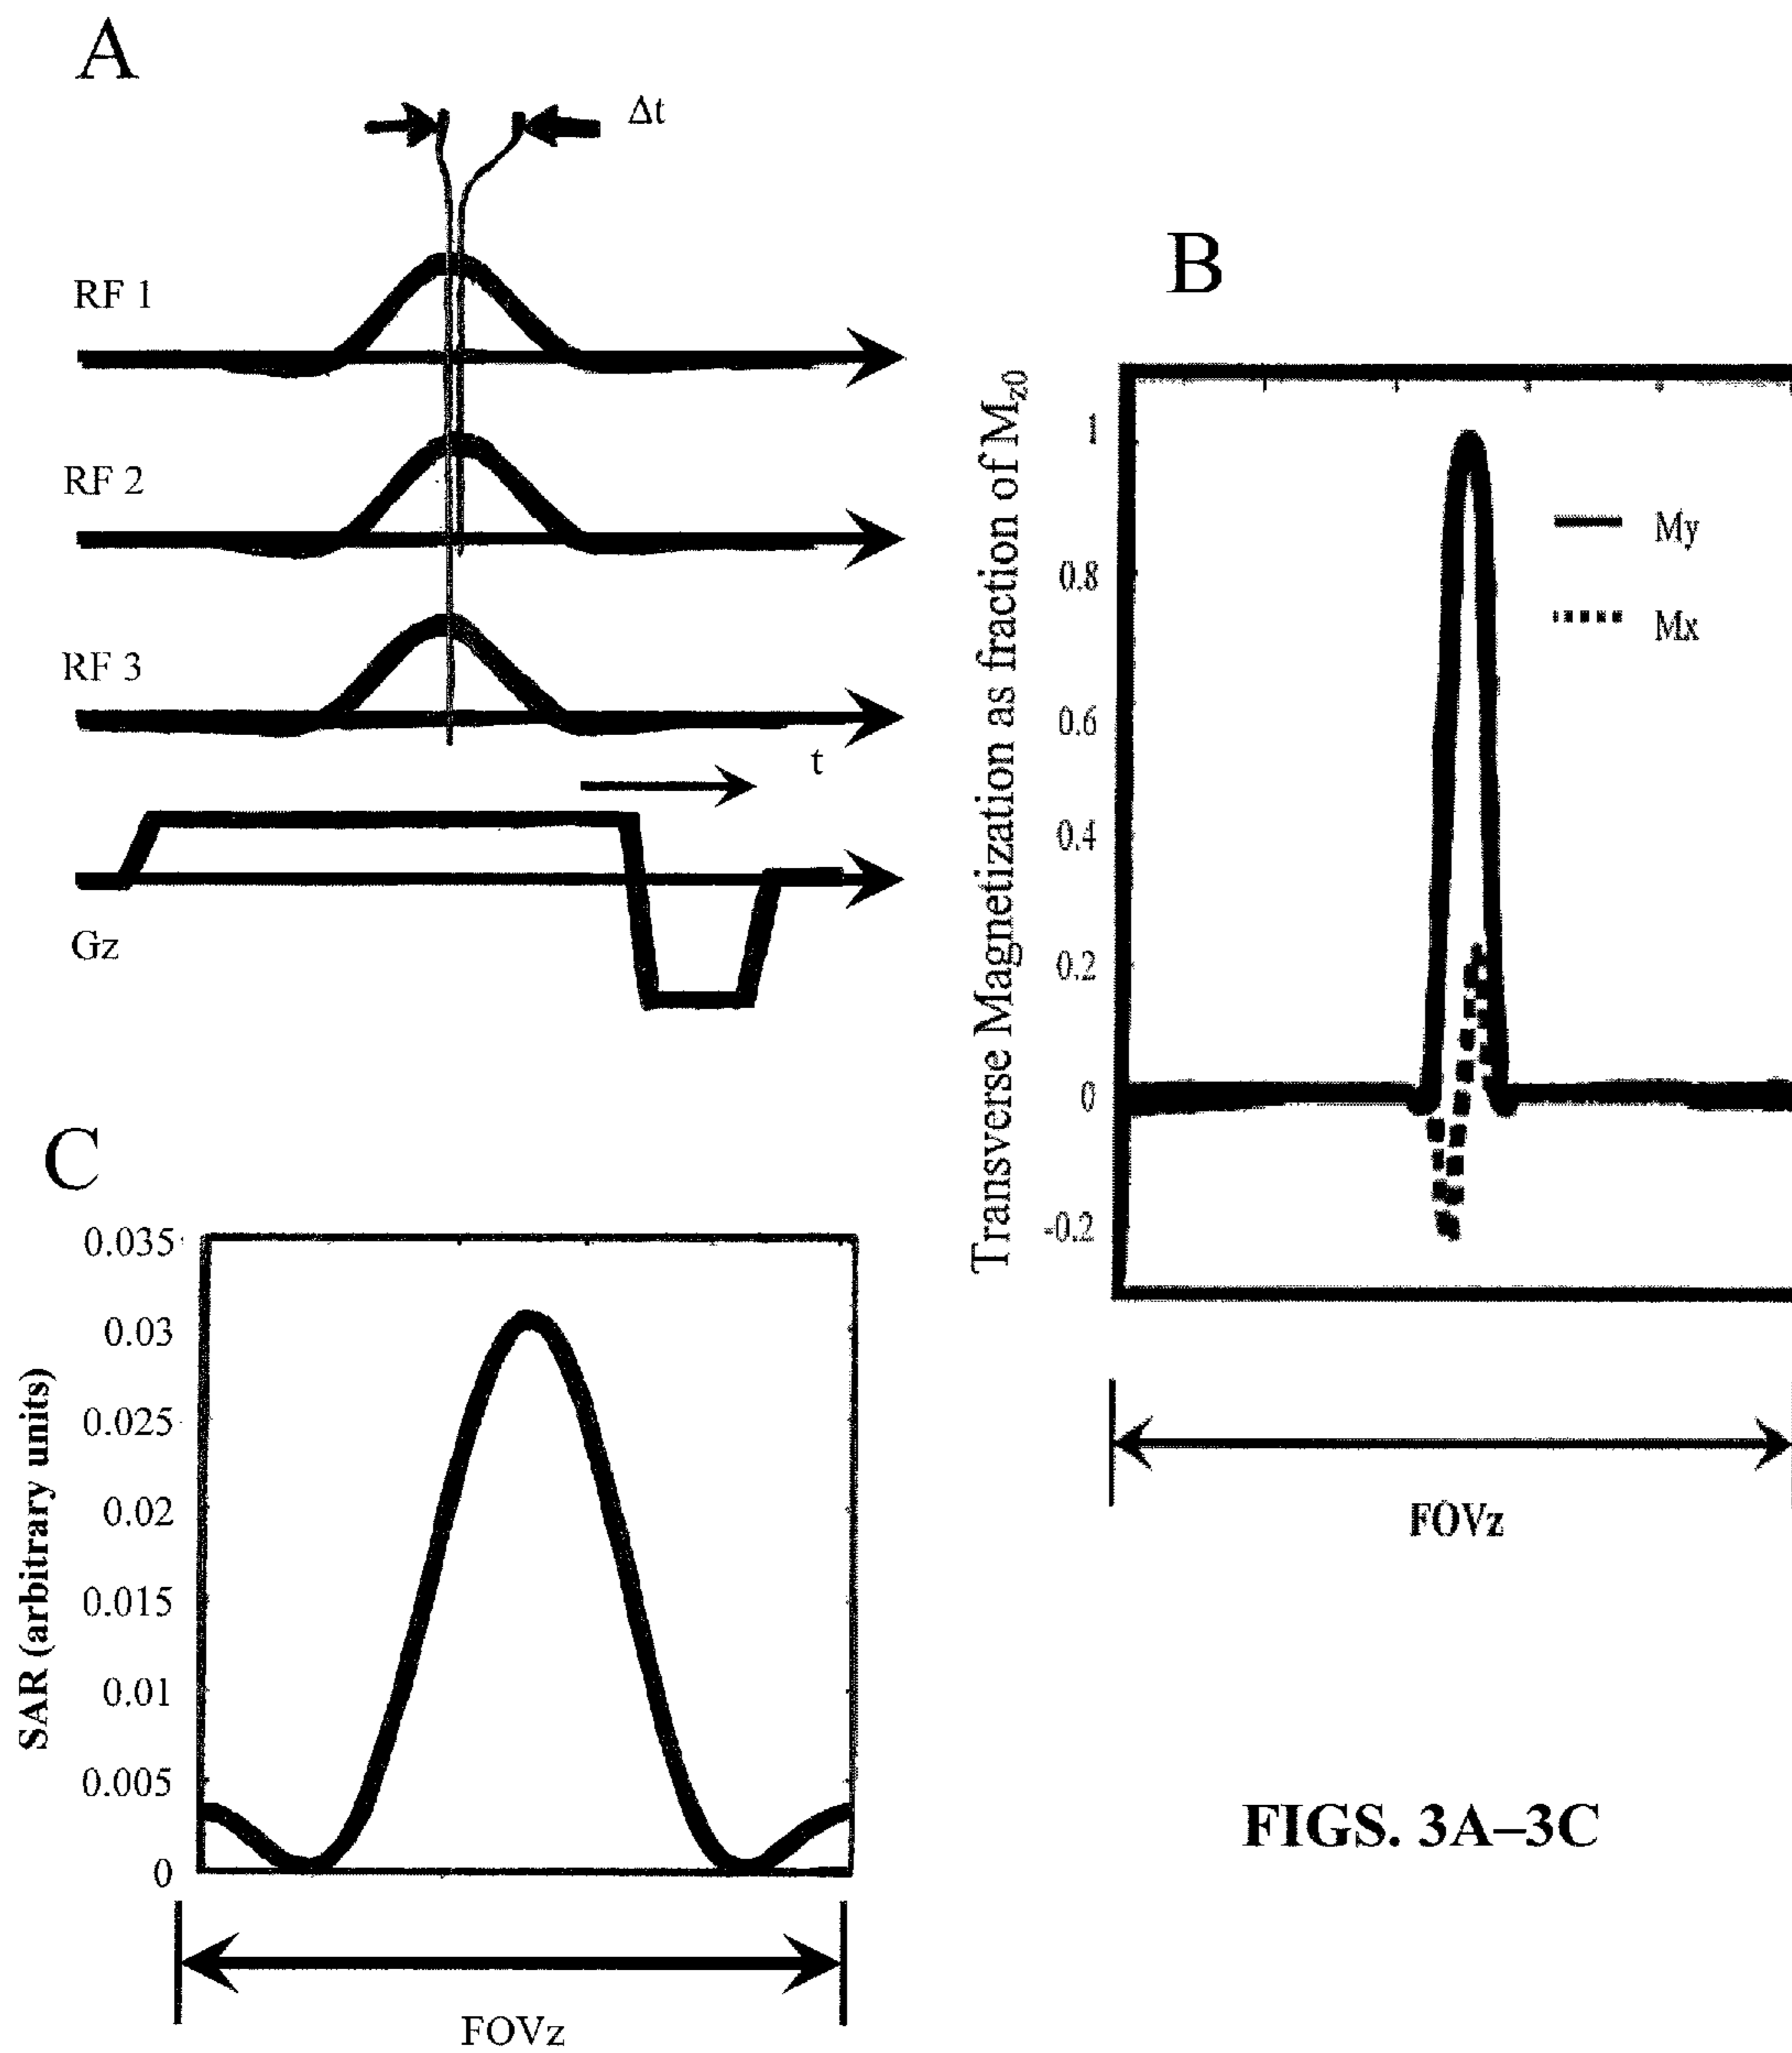 A
Δt
RF 1
RF 2
RF 3
t
Gz
B
Transverse Magnetization as fraction of Mz0
1
0.8
0.6
0.4
0.2
0
-0.2
My
Mx
FOVz
C
SAR (arbitrary units)
0.035
0.03
0.025
0.02
0.015
0.01
0.005
0
FOVz
FIGS. 3A–3C